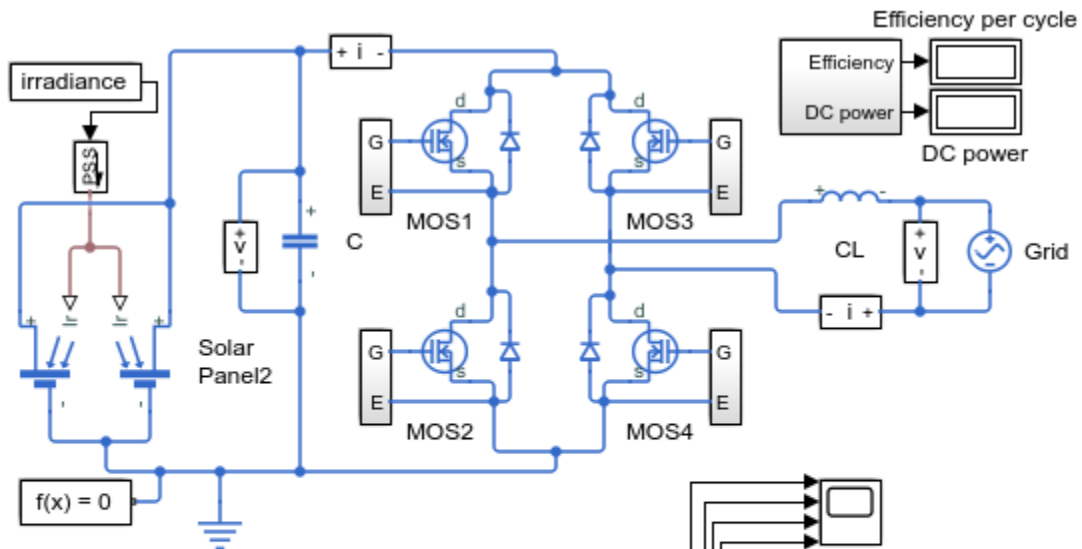 Efficiency per cycle
Efficiency
DC power
DC power
irradiance
PS S
+ i -
d
G
s
E
MOS1
d
G
s
E
MOS3
+
v
-
+
C
-
+ -
CL
+
v
-
Grid
- i +
+
Ir
Ir
+
-
-
Solar
Panel2
d
G
s
E
MOS2
d
G
s
E
MOS4
f(x) = 0